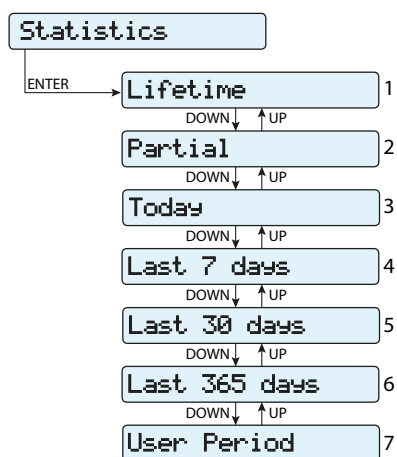 Statistics
ENTER
Lifetime 1
DOWN UP
Partial 2
DOWN UP
Today 3
DOWN UP
Last 7 days 4
DOWN UP
Last 30 days 5
DOWN UP
Last 365 days 6
DOWN UP
User Period 7